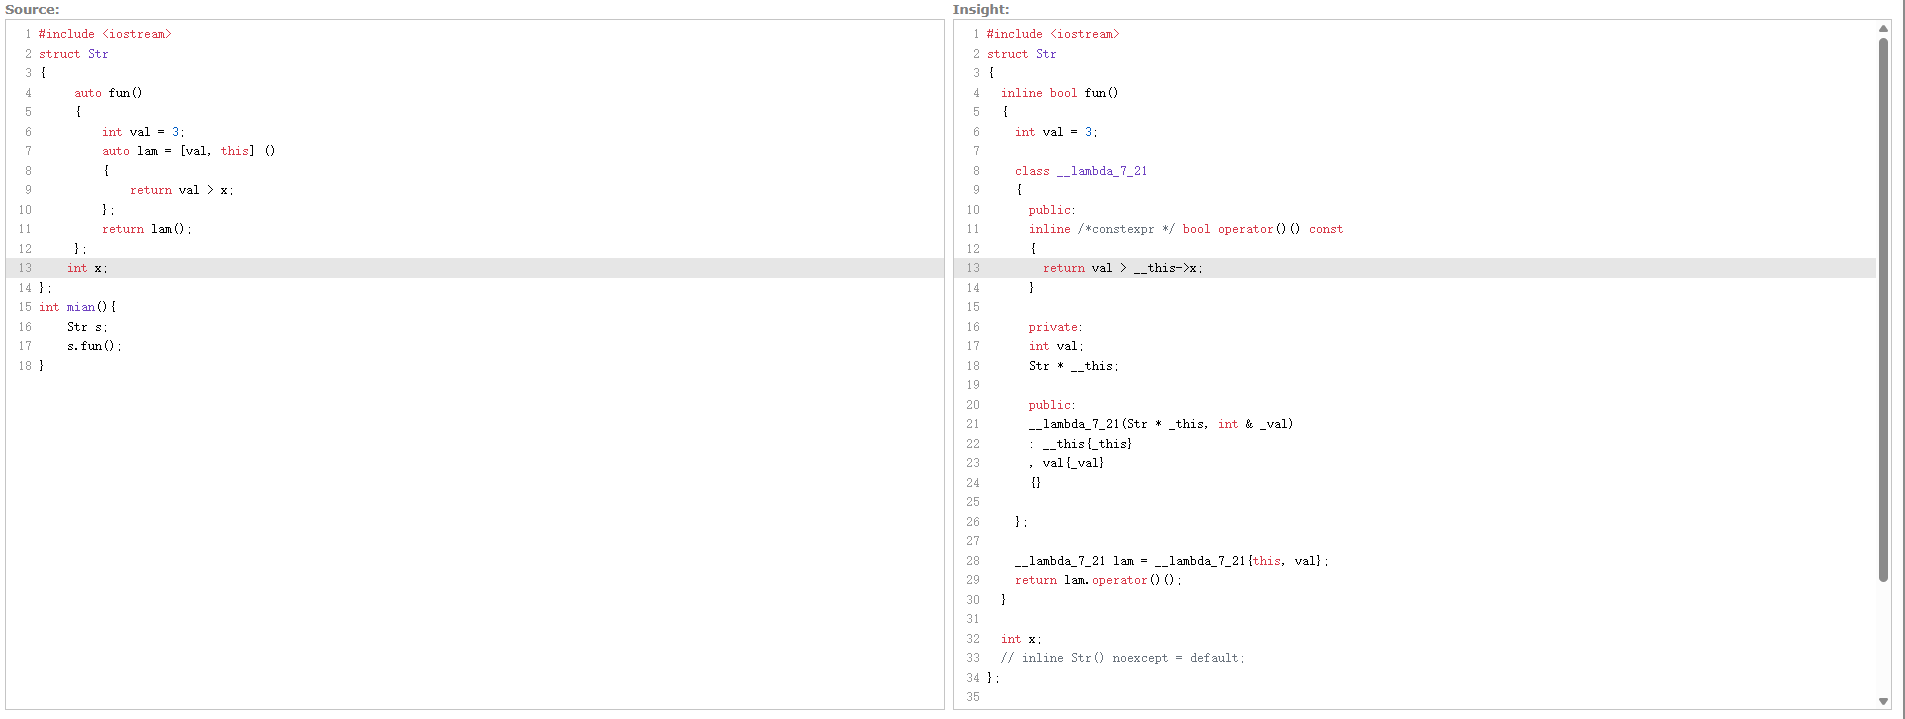 Source:
1 #include <iostream>
2 struct Str
3 {
4 auto fun()
5 {
6 int val = 3;
7 auto lam = [val, this] ()
8 {
9 return val > x;
10 };
11 return lam();
12 };
13 int x;
14 };
15 int mian(){
16 Str s;
17 s.fun();
18 }
Insight:
1 #include <iostream>
2 struct Str
3 {
4 inline bool fun()
5 {
6 int val = 3;
7
8 class __lambda_7_21
9 {
10 public:
11 inline /*constexpr */ bool operator()() const
12 {
13 return val > __this->x;
14 }
15
16 private:
17 int val;
18 Str * __this;
19
20 public:
21 __lambda_7_21(Str * _this, int & _val)
22 : __this{_this}
23 , val{_val}
24 {}
25
26 };
27
28 __lambda_7_21 lam = __lambda_7_21{this, val};
29 return lam.operator()();
30 }
31
32 int x;
33 // inline Str() noexcept = default;
34 };
35